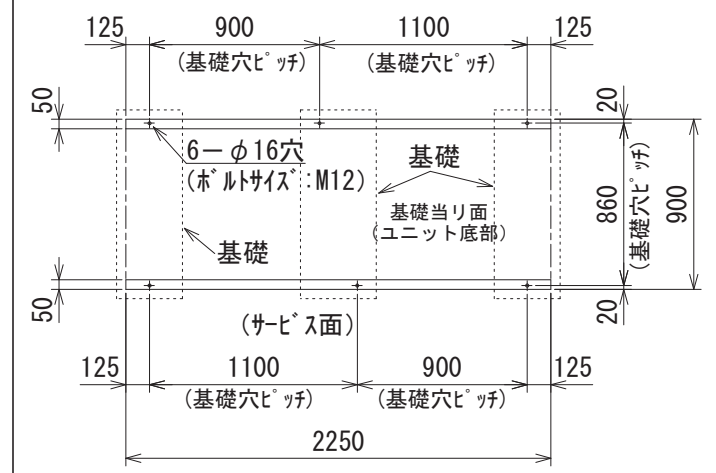 125 900 1100 125
(基礎穴ピッチ) (基礎穴ピッチ)
50 20
6－φ16穴
(ボルトサイズ:M12)
基礎
基礎当リ面
(ユニット底部)
860
(基礎穴ピッチ)
900
基礎
50 20
(サービス面)
125 1100 900 125
(基礎穴ピッチ) (基礎穴ピッチ)
2250